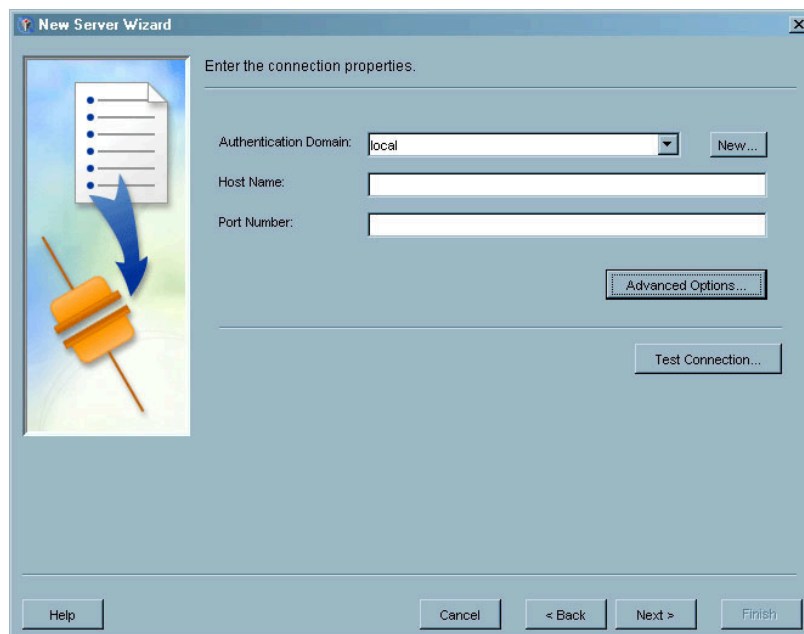 New Server Wizard
Enter the connection properties.
Authentication Domain: local New...
Host Name:
Port Number:
Advanced Options...
Test Connection...
Help Cancel < Back Next > Finish